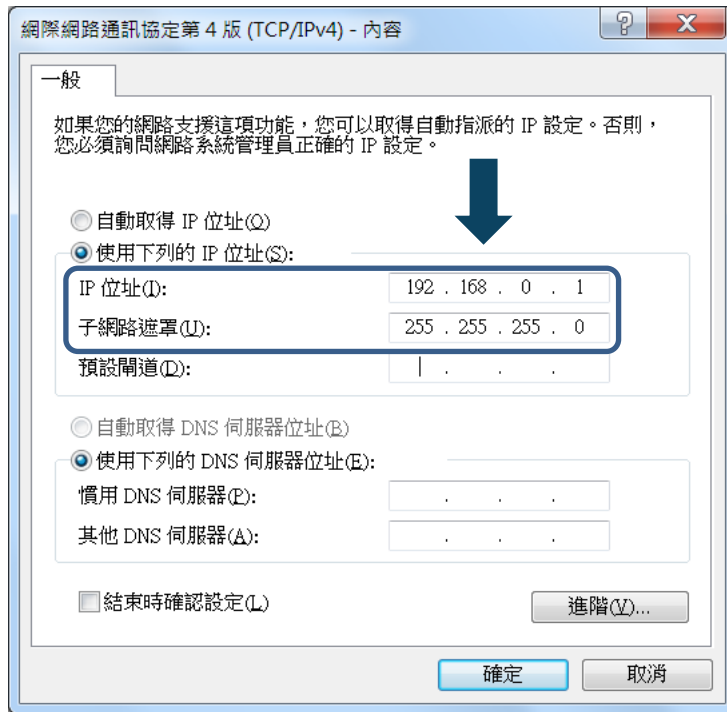 網際網路通訊協定第 4 版 (TCP/IPv4) - 內容
一般
如果您的網路支援這項功能，您可以取得自動指派的 IP 設定。否則，
您必須詢問網路系統管理員正確的 IP 設定。
自動取得 IP 位址(O)
使用下列的 IP 位址(S):
IP 位址(I): 192 . 168 . 0 . 1
子網路遮罩(U): 255 . 255 . 255 . 0
預設閘道(D): . . .
自動取得 DNS 伺服器位址(B)
使用下列的 DNS 伺服器位址(E):
慣用 DNS 伺服器(P): . . .
其他 DNS 伺服器(A): . . .
結束時確認設定(L)
進階(V)...
確定 取消